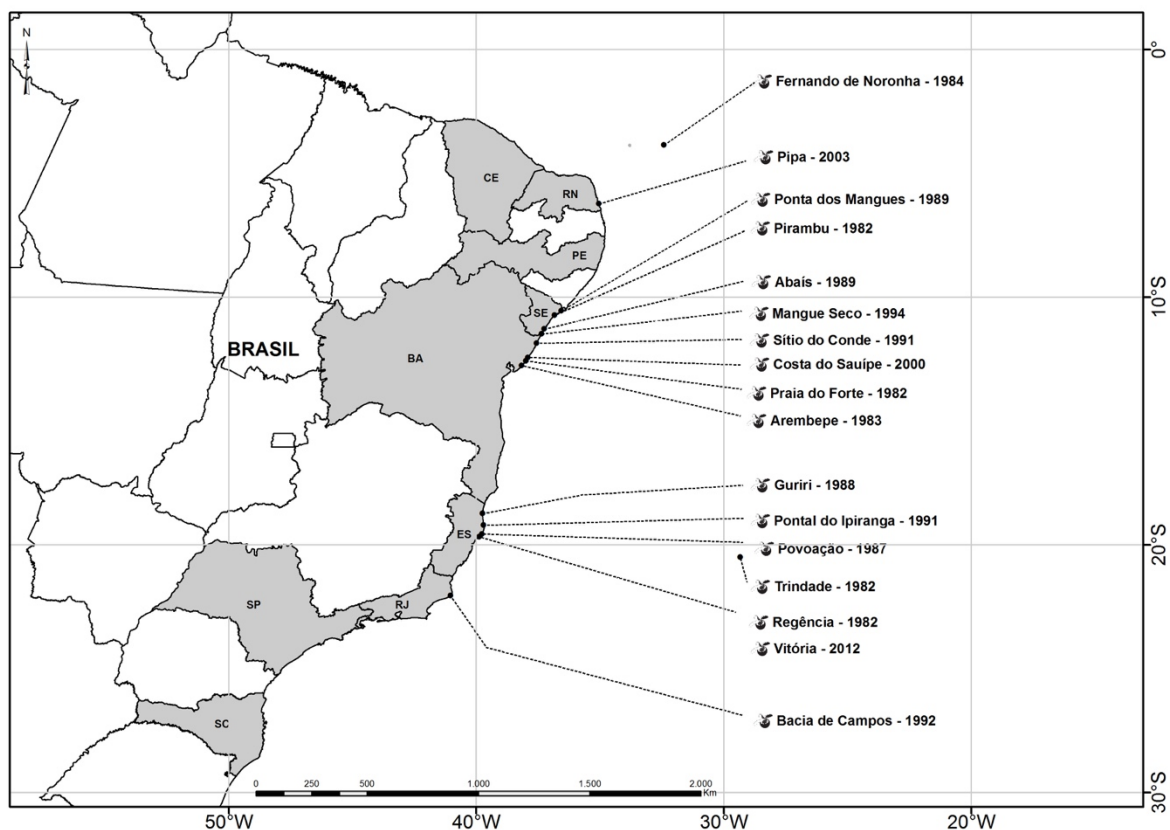 N
0°
Fernando de Noronha - 1984
Pipa - 2003
CE
RN
Ponta dos Mangues - 1989
Pirambu - 1982
PE
Abaís - 1989
10°S
SE
Mangue Seco - 1994
Sítio do Conde - 1991
BRASIL
BA
Costa do Sauípe - 2000
Praia do Forte - 1982
Arembepe - 1983
Guriri - 1988
Pontal do Ipiranga - 1991
ES
Povoação - 1987
20°S
Trindade - 1982
SP
RJ
Regência - 1982
Vitória - 2012
SC
Bacia de Campos - 1992
0 250 500 1.000 1.500 2.000
Km
30°S
50°W 40°W 30°W 20°W